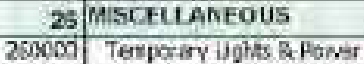 26 MISCELLANEOUS
260000 Temporary Lights & Power